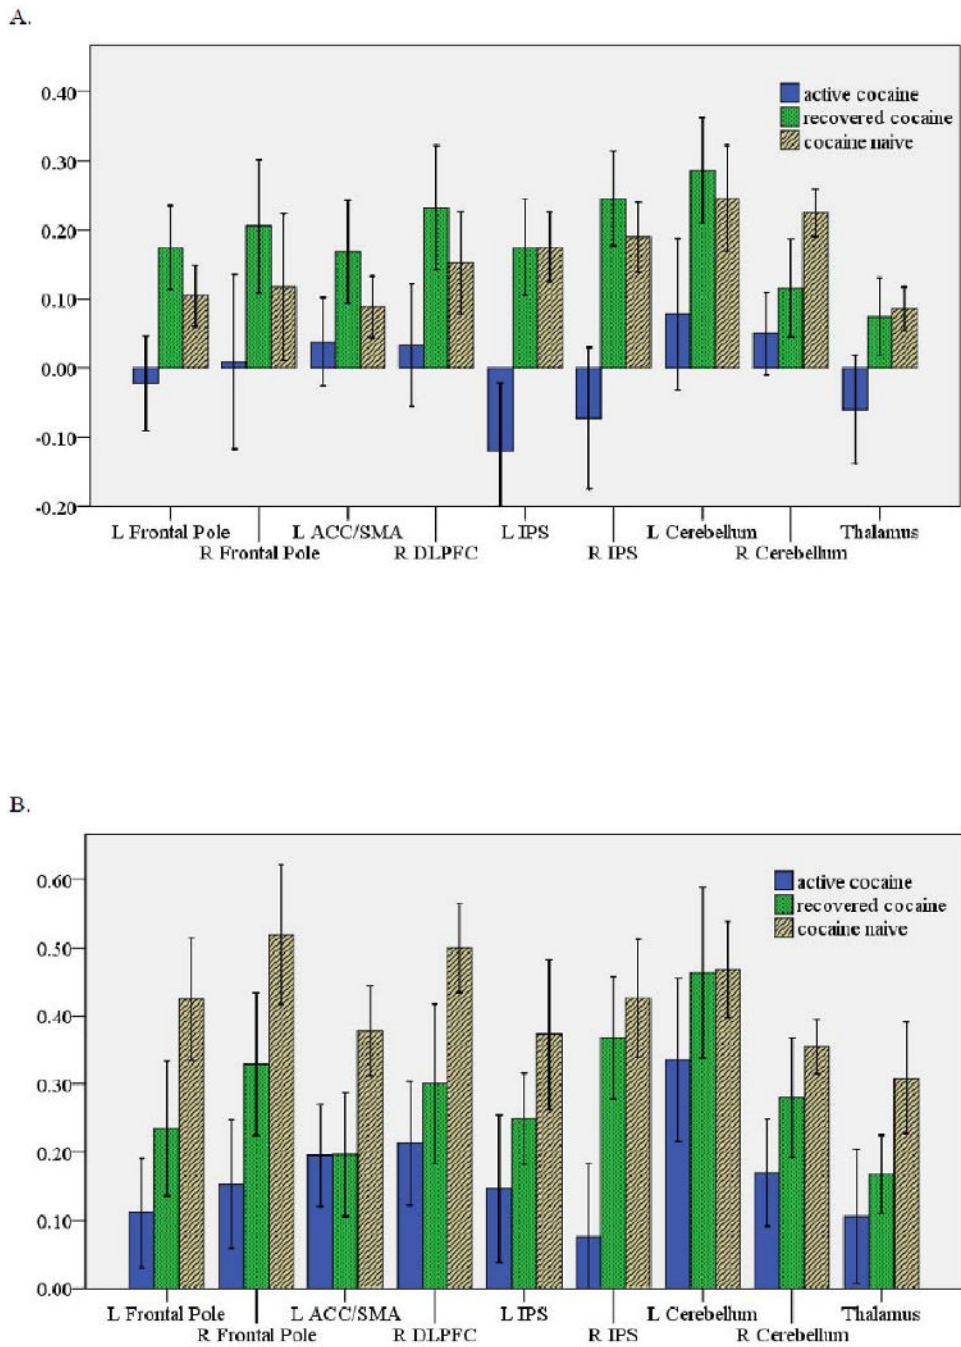 A.
0.40
0.30
0.20
0.10
0.00
-0.10
-0.20
active cocaine
recovered cocaine
cocaine naive
L Frontal Pole
R Frontal Pole
L ACC/SMA
R DLPFC
L IPS
R IPS
L Cerebellum
R Cerebellum
Thalamus
B.
0.60
0.50
0.40
0.30
0.20
0.10
0.00
active cocaine
recovered cocaine
cocaine naive
L Frontal Pole
R Frontal Pole
L ACC/SMA
R DLPFC
L IPS
R IPS
L Cerebellum
R Cerebellum
Thalamus